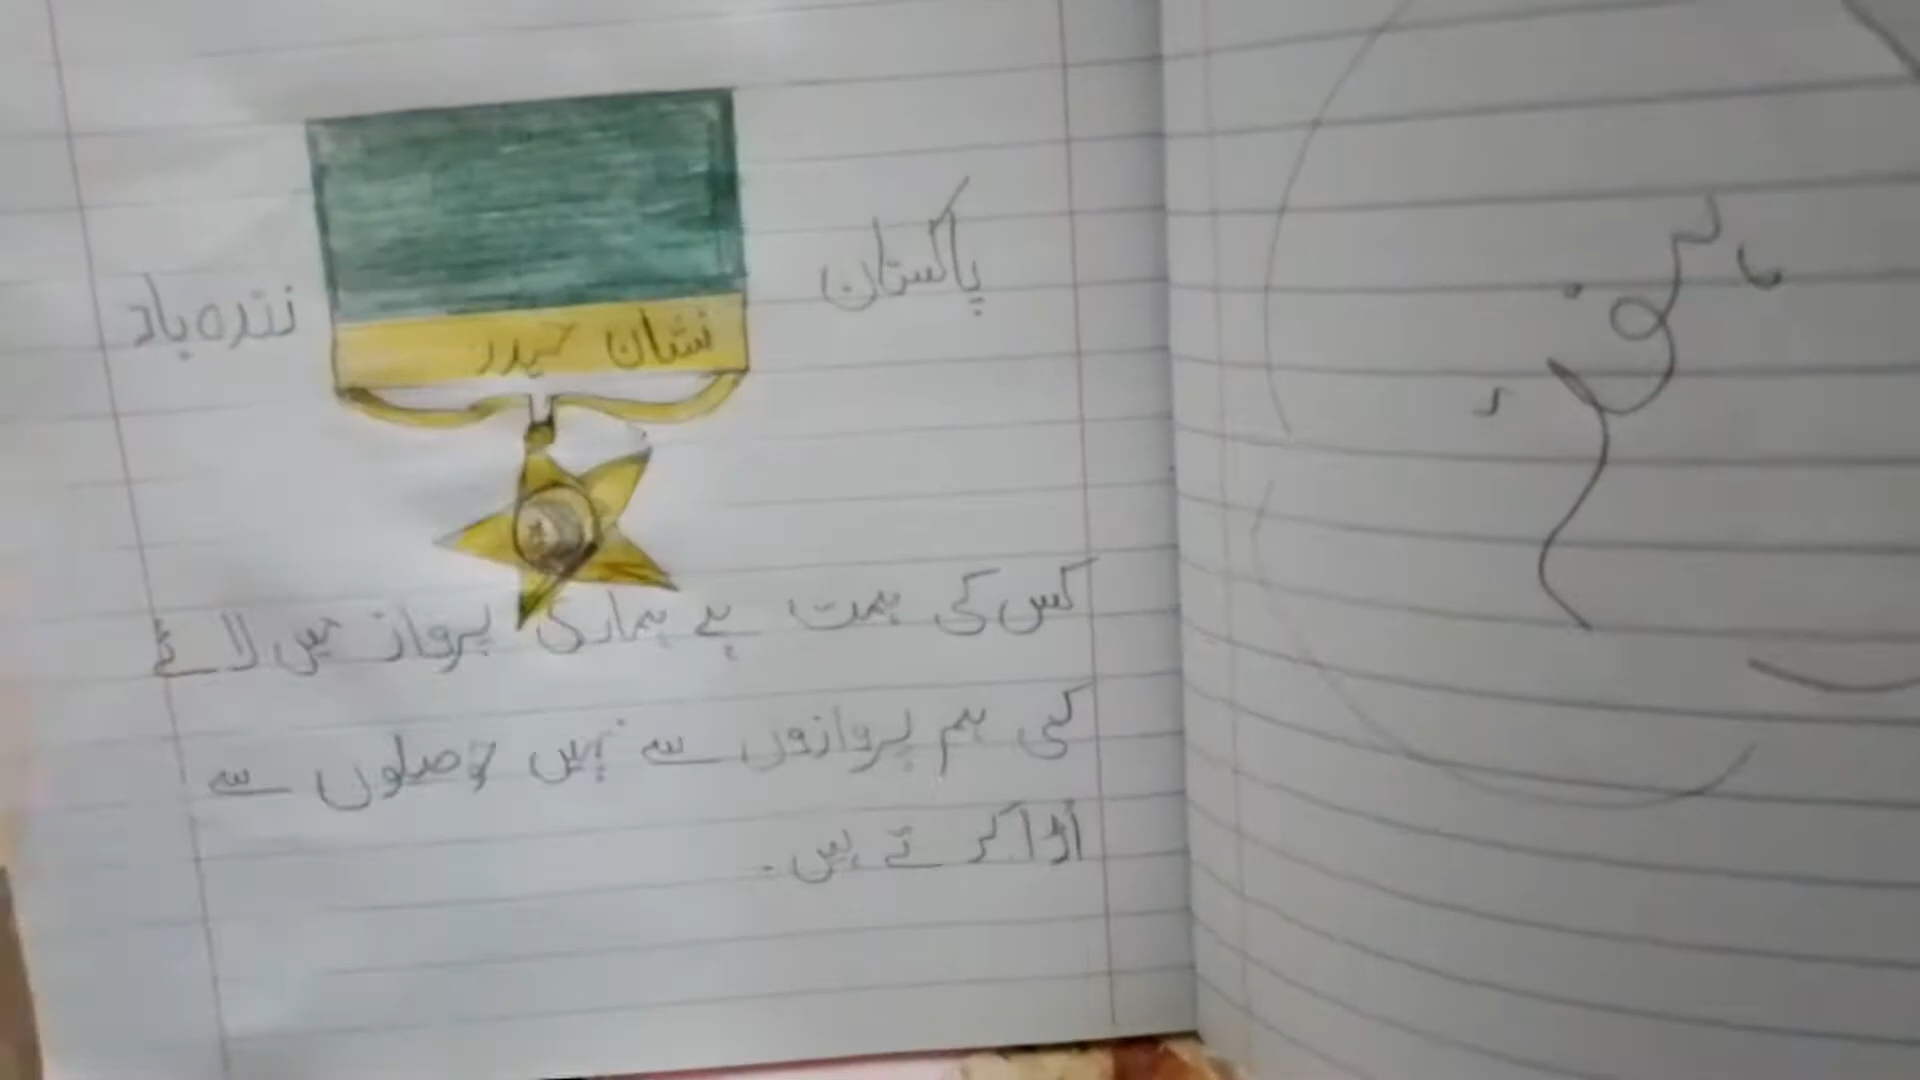 پاکستان زندہ باد
نشان حیدر
کس کی ہمت ہے ہماری پرواز میں لائے
کمی ہم پروازوں سے نہیں حوصلوں سے
اڑا کرتے ہیں۔